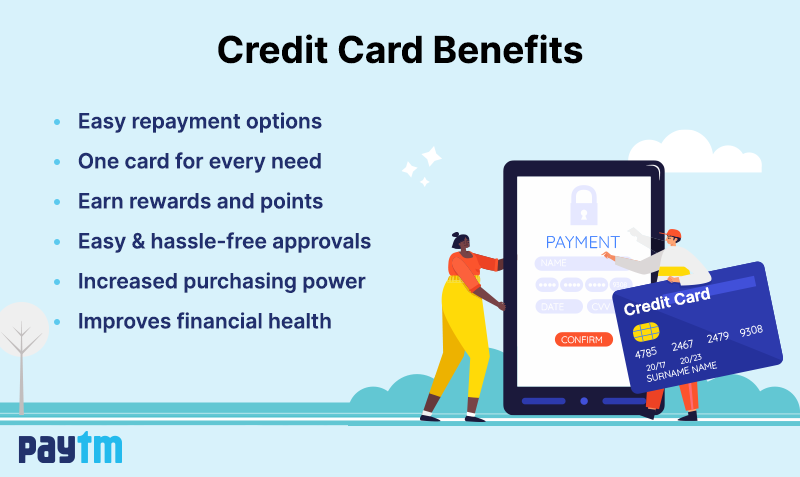 Credit Card Benefits
• Easy repayment options
• One card for every need
• Earn rewards and points
• Easy & hassle-free approvals
• Increased purchasing power
• Improves financial health
PAYMENT
NAME
DATE
CVV
CONFIRM
Credit Card
4785 2467 2479 9308
20/17 20/23
SURNAME NAME
paytm